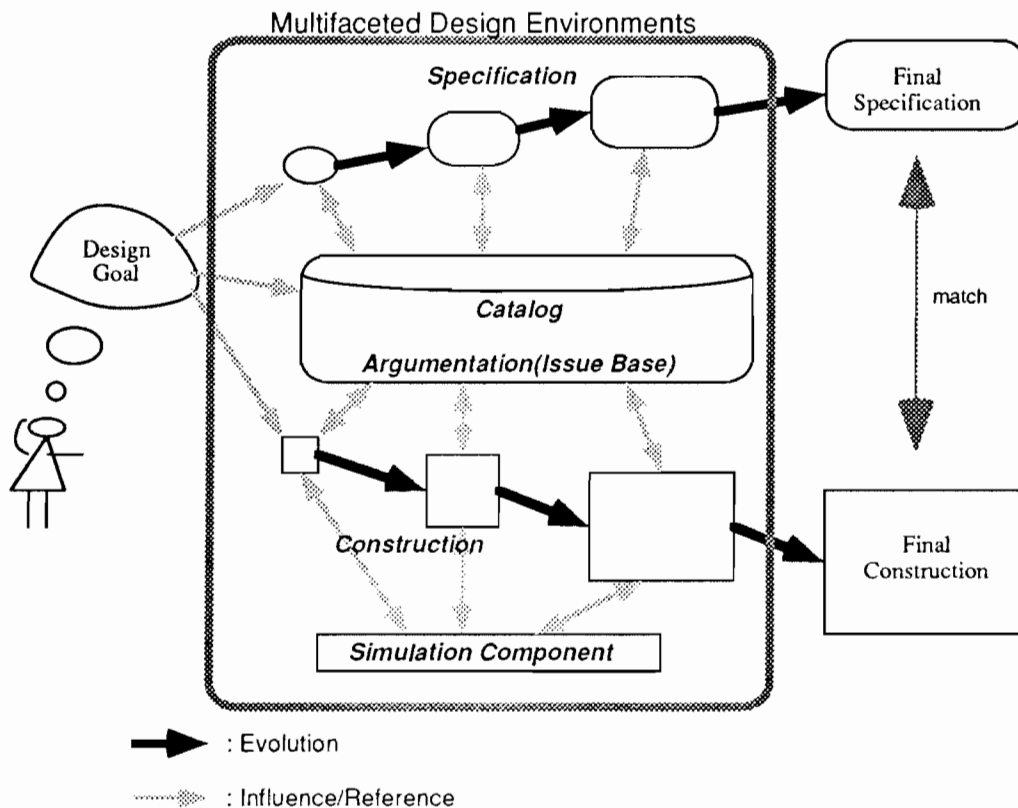 Multifaceted Design Environments
Specification
Final
Specification
Design
Goal
Catalog
match
Argumentation(Issue Base)
Construction
Final
Construction
Simulation Component
: Evolution
: Influence/Reference